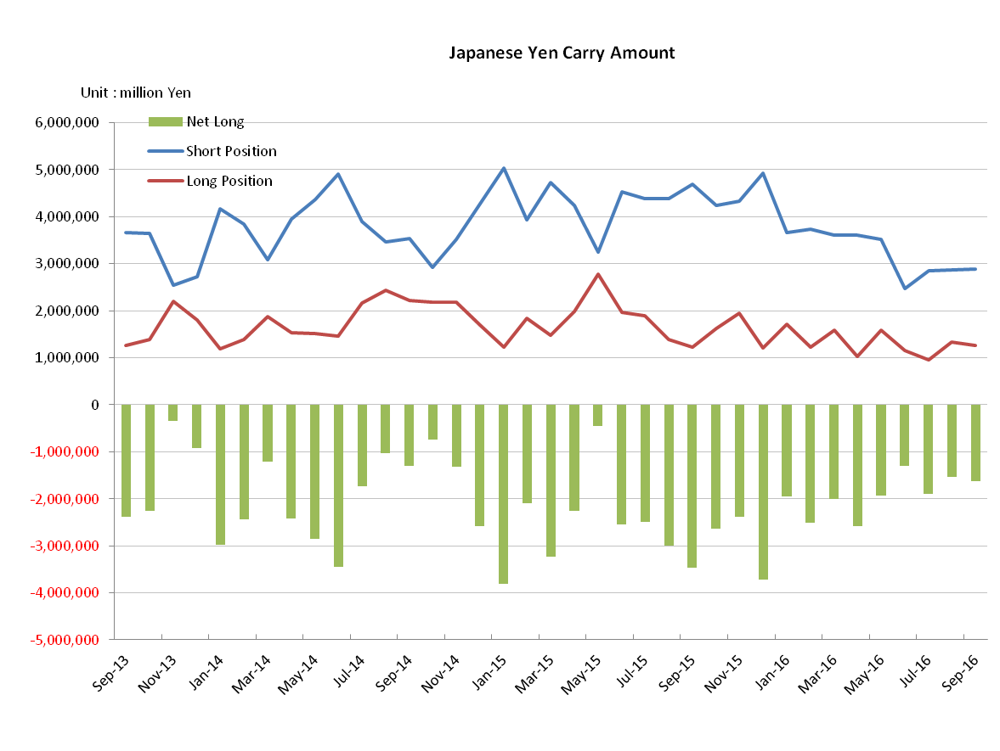 Japanese Yen Carry Amount
Unit : million Yen
Net Long
Short Position
Long Position
6,000,000
5,000,000
4,000,000
3,000,000
2,000,000
1,000,000
0
-1,000,000
-2,000,000
-3,000,000
-4,000,000
-5,000,000
Sep-13
Nov-13
Jan-14
Mar-14
May-14
Jul-14
Sep-14
Nov-14
Jan-15
Mar-15
May-15
Jul-15
Sep-15
Nov-15
Jan-16
Mar-16
May-16
Jul-16
Sep-16